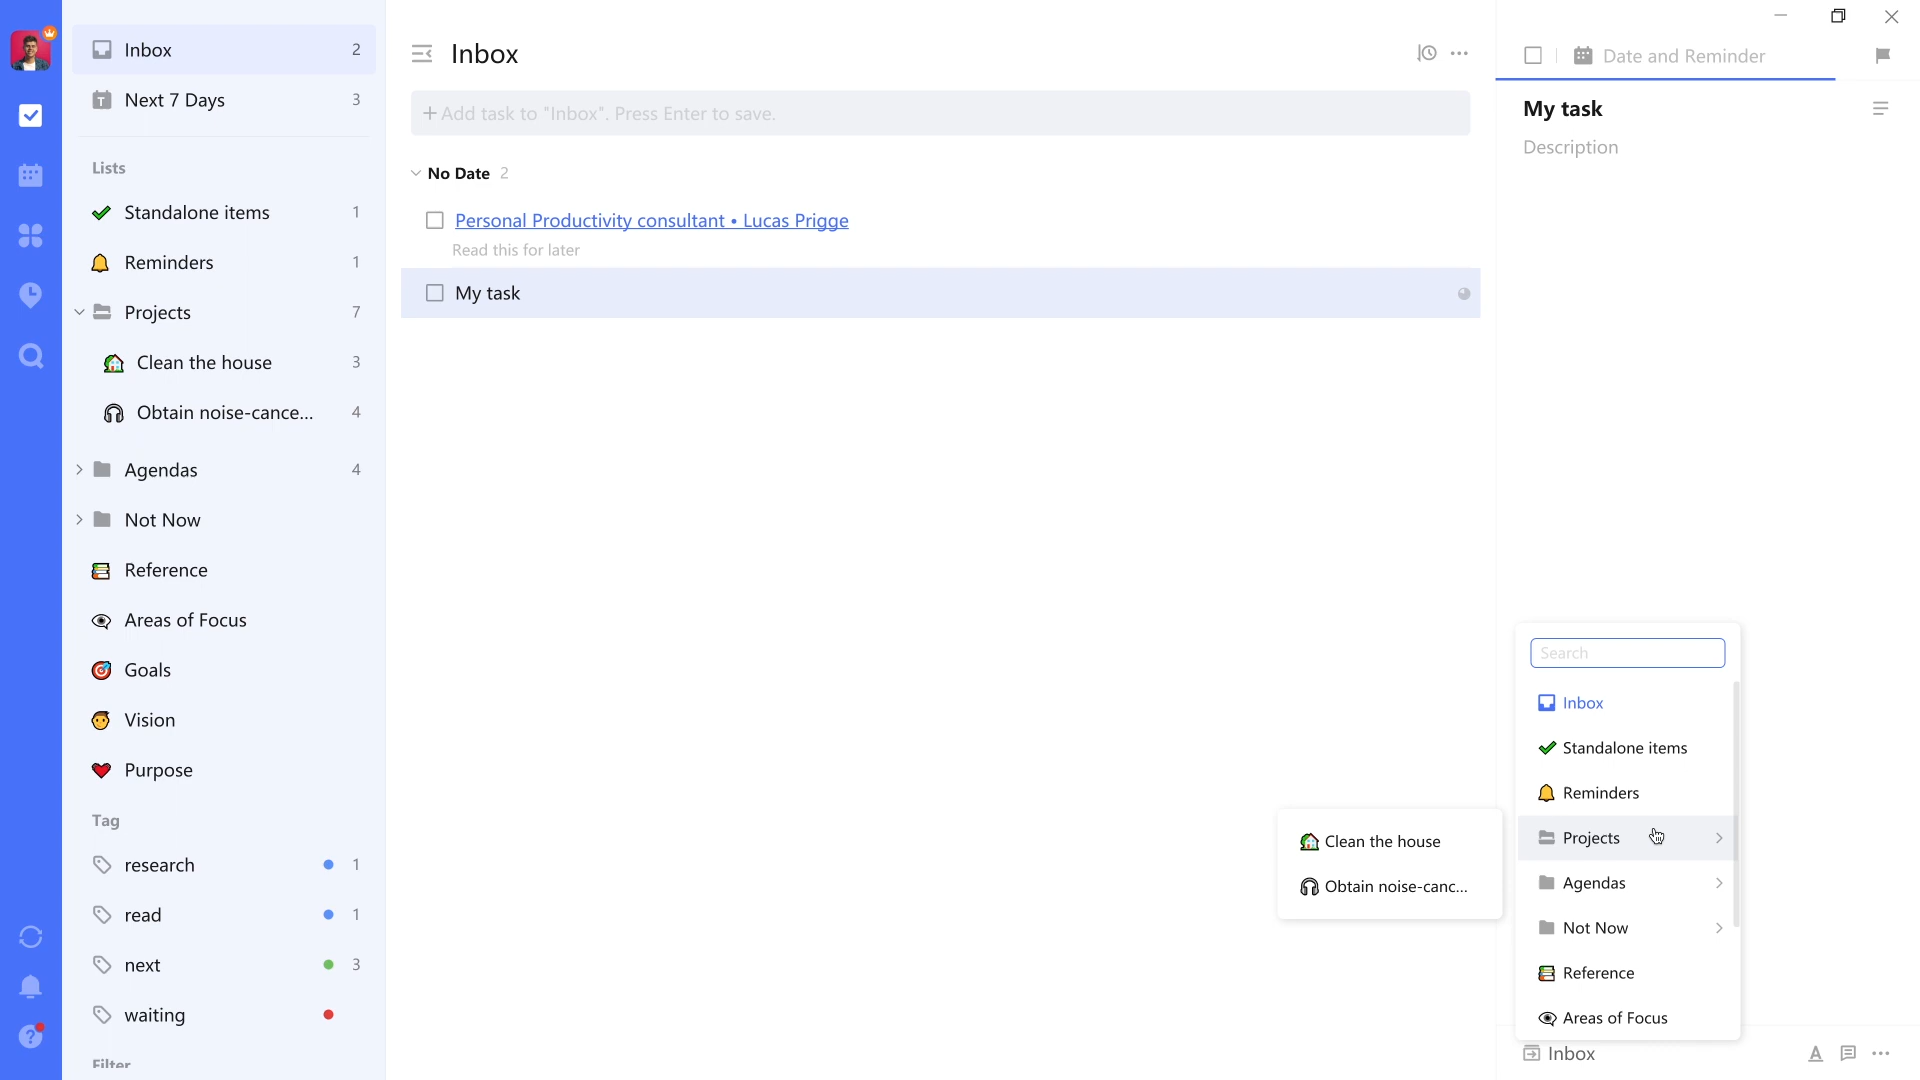 Inbox 2
Next 7 Days 3
Lists
Standalone items 1
Reminders 1
Projects 7
Clean the house 3
Obtain noise-cance... 4
Agendas 4
Not Now
Reference
Areas of Focus
Goals
Vision
Purpose
Tag
research 1
read 1
next 3
waiting
Filter
Inbox
+ Add task to "Inbox". Press Enter to save.
No Date 2
Personal Productivity consultant • Lucas Prigge
Read this for later
My task
Date and Reminder
My task
Description
Search
Inbox
Standalone items
Reminders
Projects
Agendas
Not Now
Reference
Areas of Focus
Clean the house
Obtain noise-canc...
Inbox